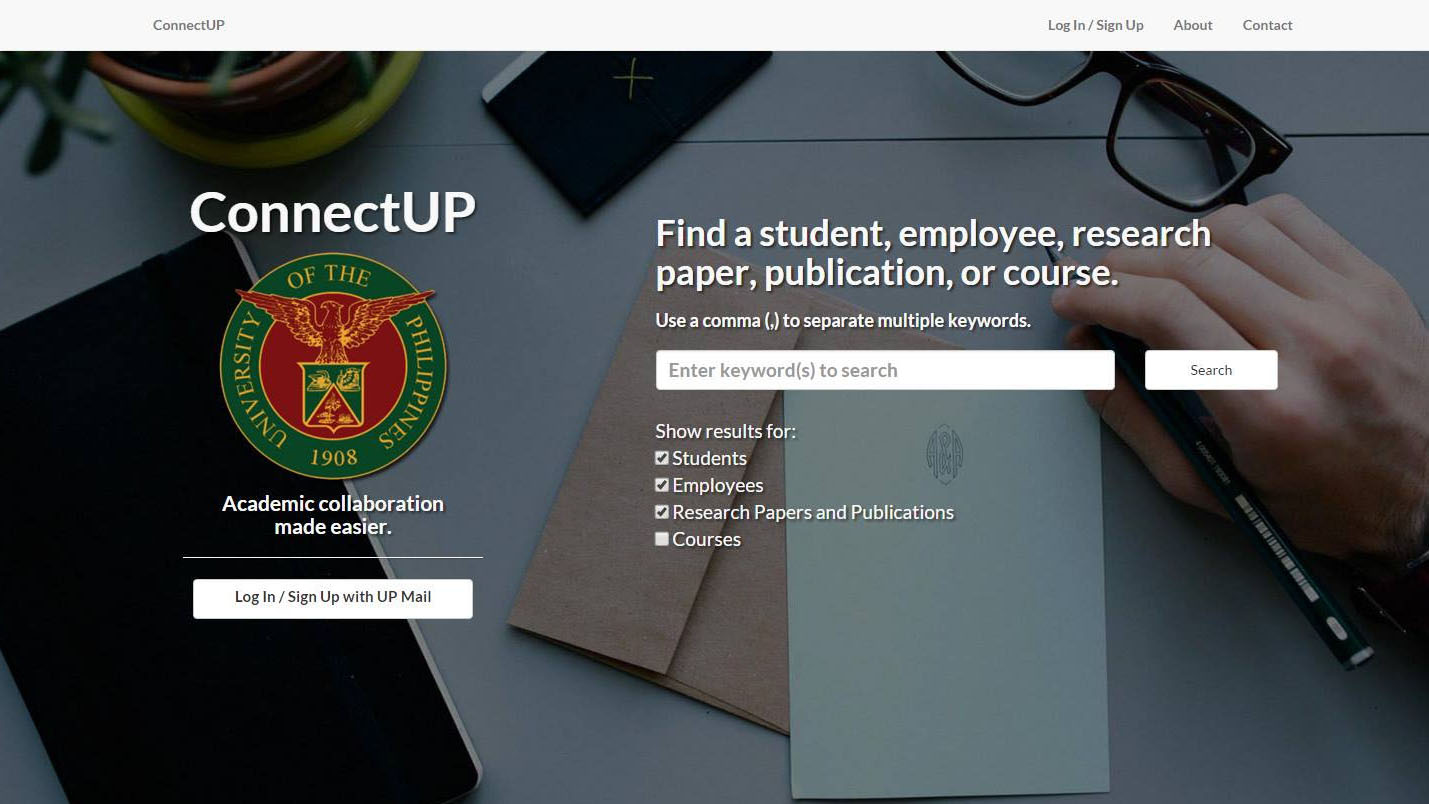 ConnectUP
Log In / Sign Up About Contact
ConnectUP
UNIVERSITY OF THE PHILIPPINES
1908
Academic collaboration
made easier.
Log In / Sign Up with UP Mail
Find a student, employee, research
paper, publication, or course.
Use a comma (,) to separate multiple keywords.
Enter keyword(s) to search
Search
Show results for:
Students
Employees
Research Papers and Publications
Courses